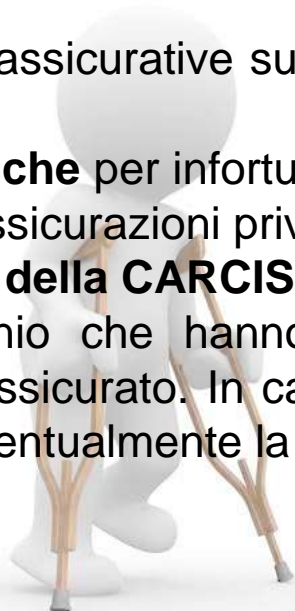 assicurative su
che per infortu
ssicurazioni priv
della CARCIS
nio che hanno
ssicurato. In ca
entualmente la